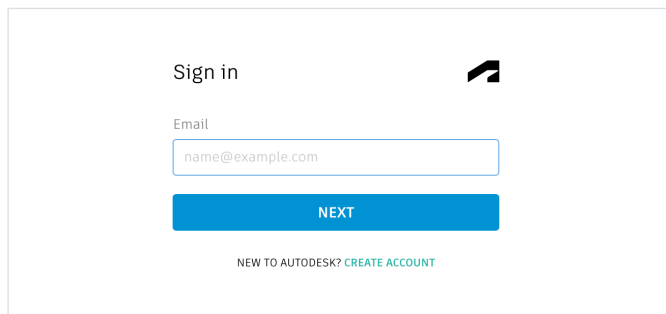 Sign in
Email
name@example.com
NEXT
NEW TO AUTODESK? CREATE ACCOUNT